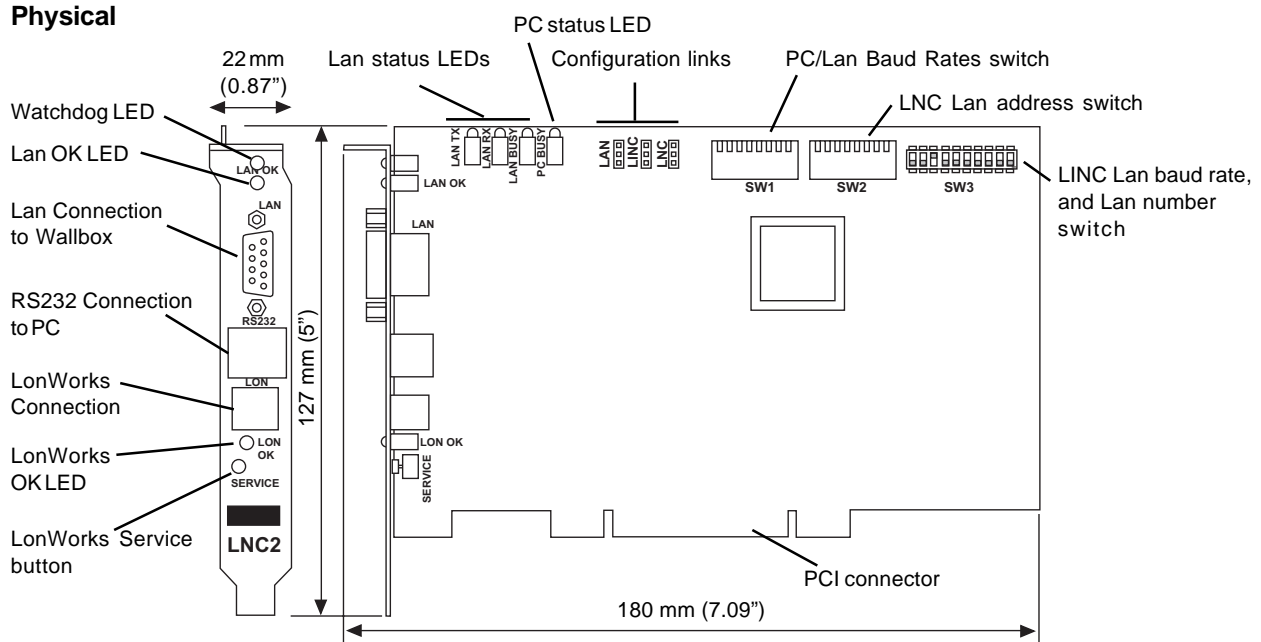 Physical
PC status LED
22 mm
(0.87”)
Lan status LEDs
Configuration links
PC/Lan Baud Rates switch
LNC Lan address switch
Watchdog LED
Lan OK LED
Lan Connection
to Wallbox
RS232 Connection
to PC
LonWorks
Connection
LonWorks
OK LED
LonWorks Service
button
LAN OK
LAN
RS232
LON
LON
OK
SERVICE
LNC2
127 mm (5”)
LAN OK
LAN
LON OK
SERVICE
LAN TX
LAN RX
LAN BUSY
PC BUSY
LAN
LINC
LNC
SW1
SW2
SW3
LINC Lan baud rate,
and Lan number
switch
PCI connector
180 mm (7.09”)